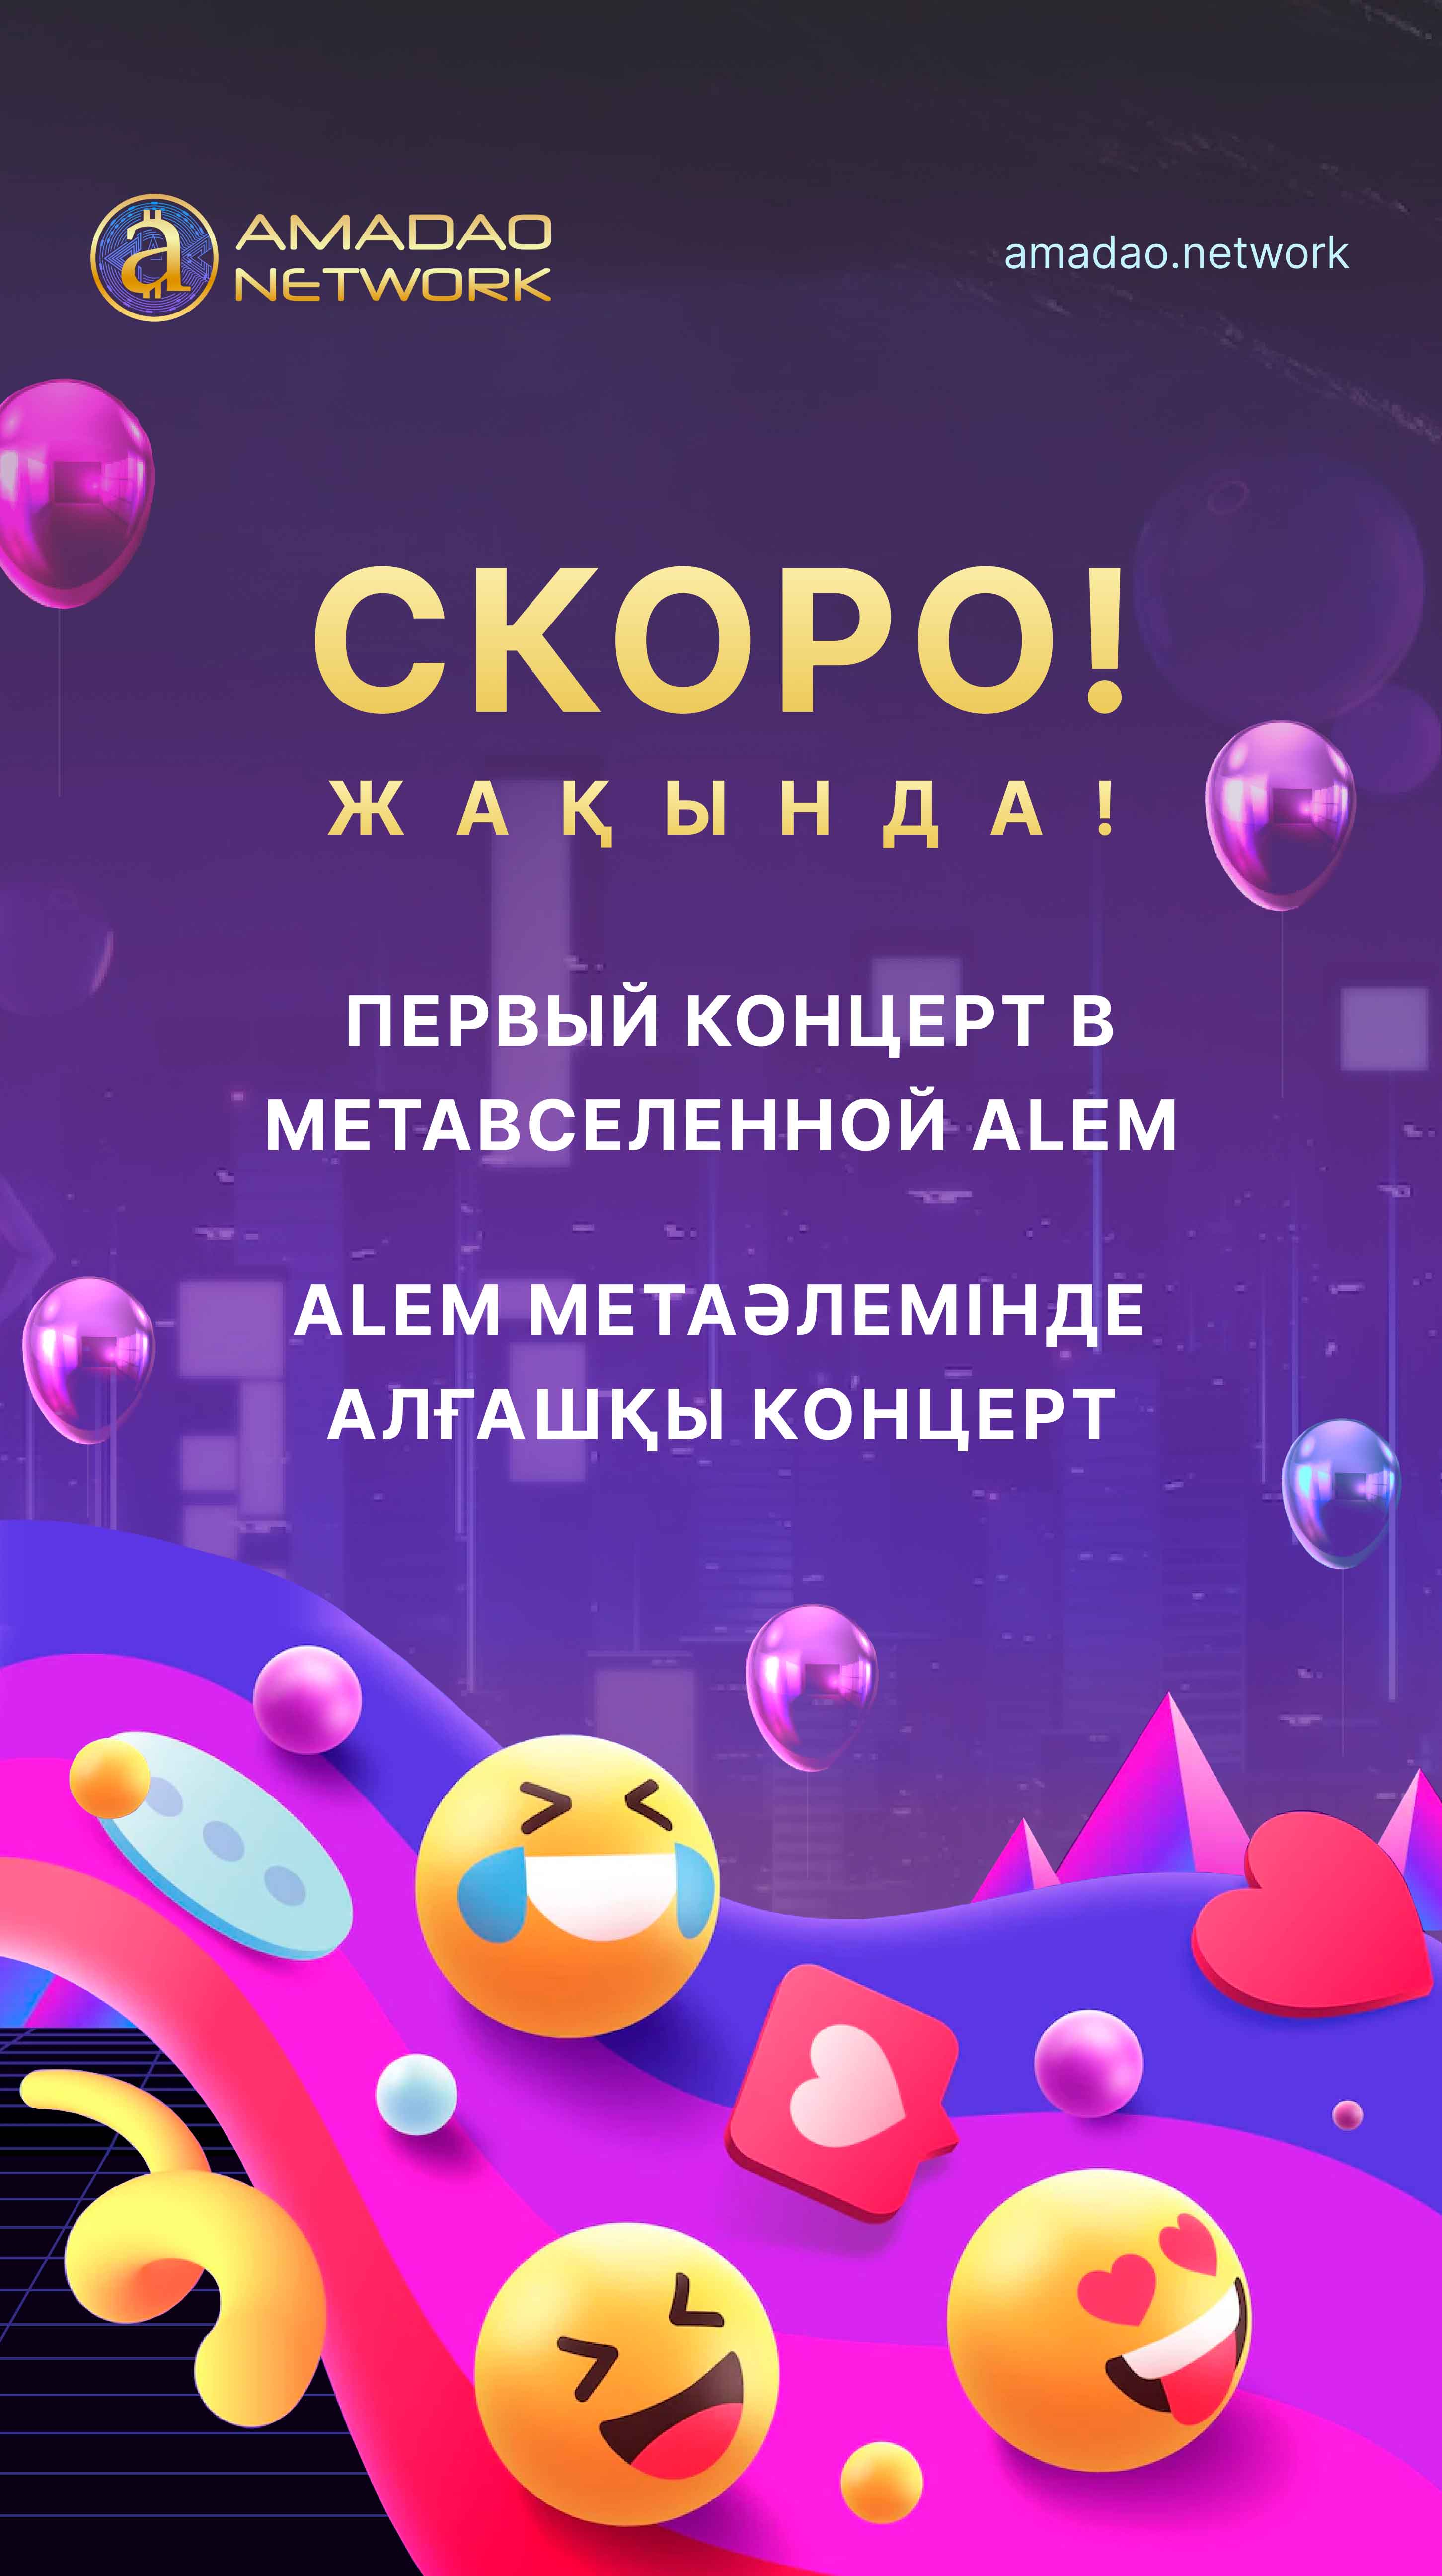 AMADAO
NETWORK
amadao.network
СКОРО!
ЖАҚЫНДА!
ПЕРВЫЙ КОНЦЕРТ В
МЕТАВСЕЛЕННОЙ ALEM
ALEM МЕТАӘЛЕМІНДЕ
АЛҒАШҚЫ КОНЦЕРТ